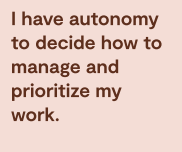 I have autonomy
to decide how to
manage and
prioritize my
work.